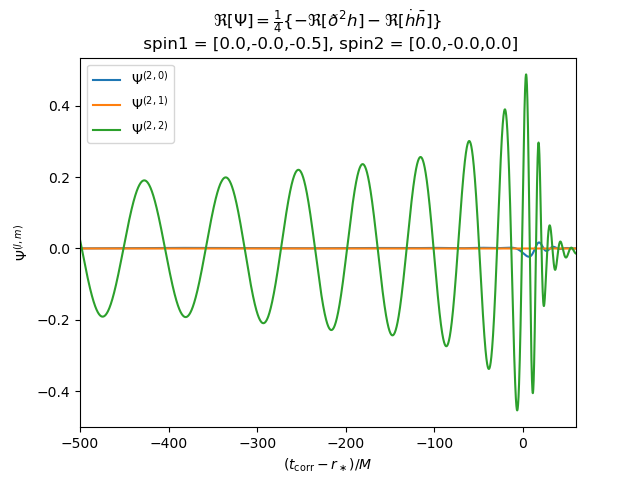 ℜ[Ψ] = 1/4 {−ℜ[ð²h] − ℜ[ḣh̄]}
spin1 = [0.0,-0.0,-0.5], spin2 = [0.0,-0.0,0.0]
Ψ^(2,0)
Ψ^(2,1)
Ψ^(2,2)
0.4
0.2
0.0
−0.2
−0.4
Ψ^(l,m)
−500 −400 −300 −200 −100 0
(t_corr − r_*)/M